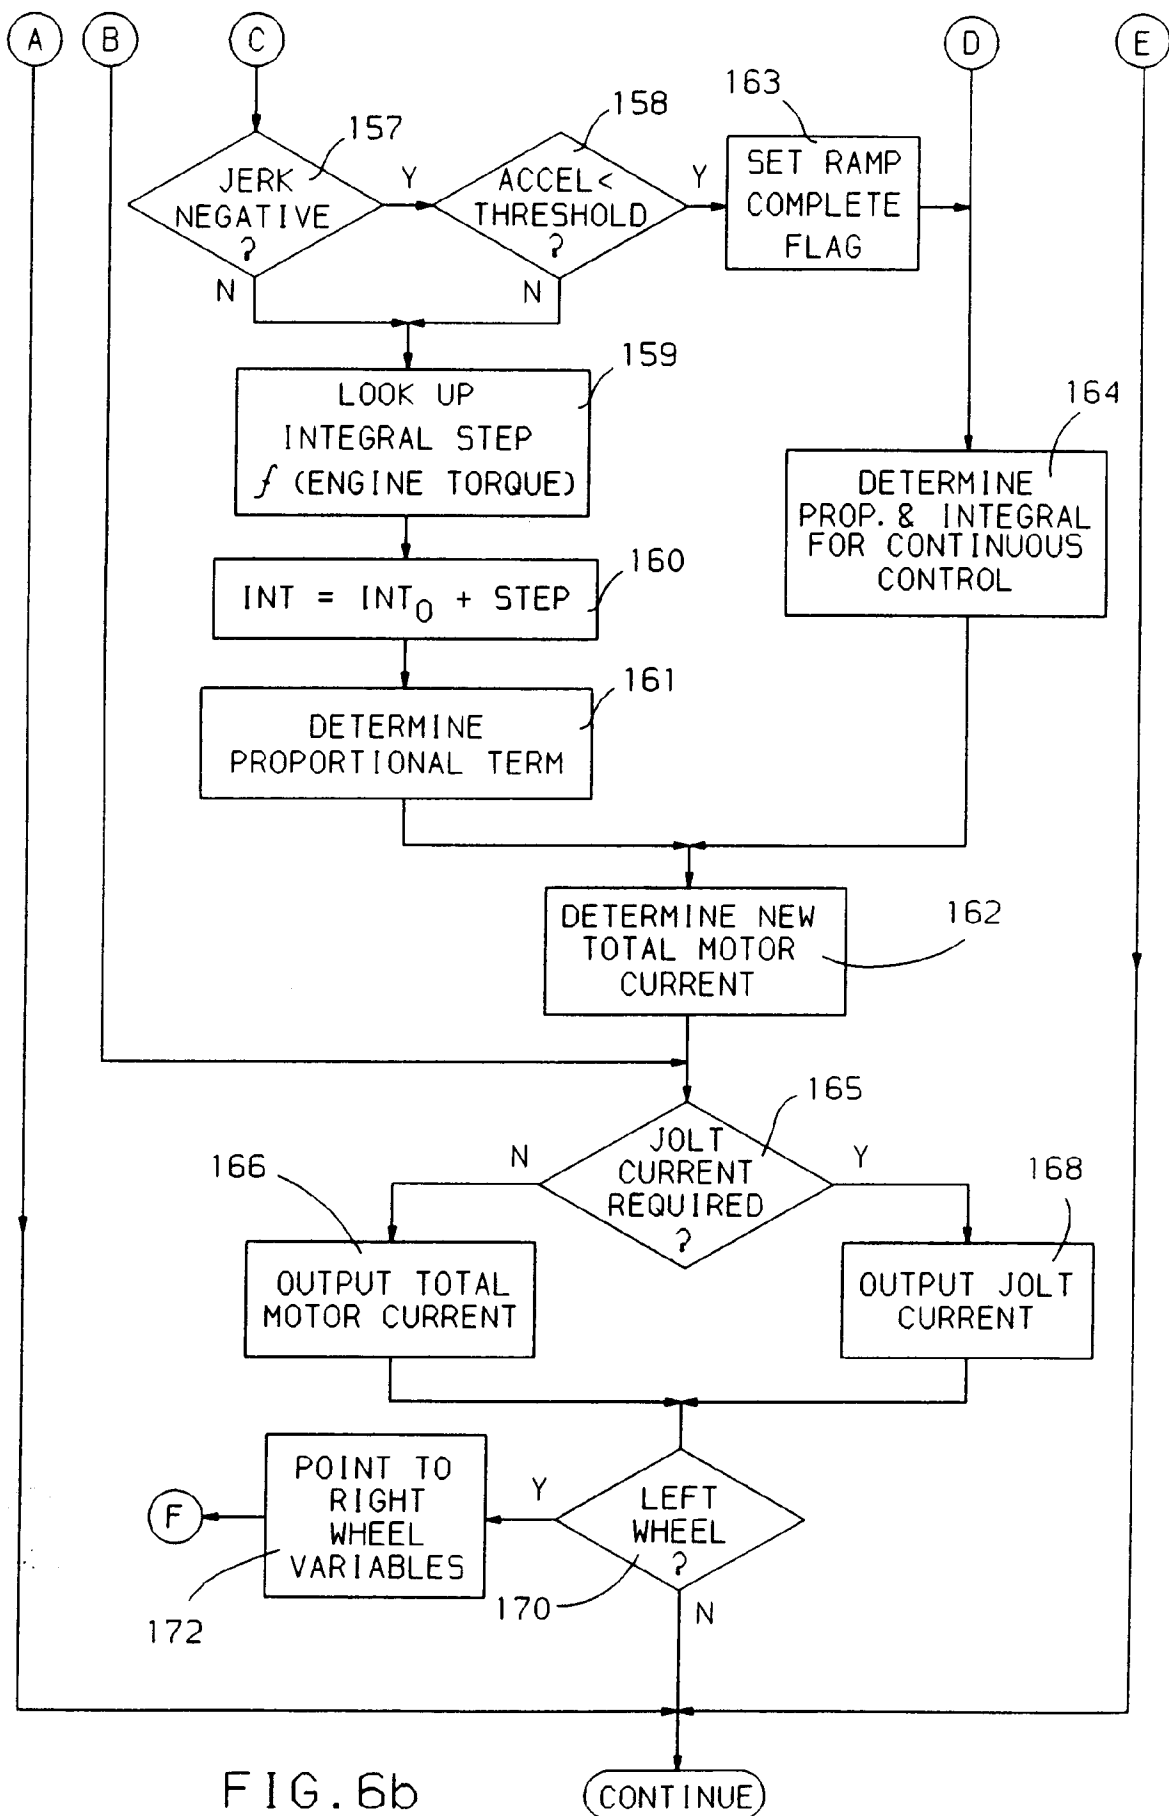 A B C D E
157
158
163
JERK
NEGATIVE
?
Y
ACCEL<
THRESHOLD
?
Y
SET RAMP
COMPLETE
FLAG
N
N
159
LOOK UP
INTEGRAL STEP
f (ENGINE TORQUE)
164
DETERMINE
PROP. & INTEGRAL
FOR CONTINUOUS
CONTROL
160
INT = INT0 + STEP
161
DETERMINE
PROPORTIONAL TERM
DETERMINE NEW
TOTAL MOTOR
CURRENT
162
165
JOLT
CURRENT
REQUIRED
?
N
Y
166
168
OUTPUT TOTAL
MOTOR CURRENT
OUTPUT JOLT
CURRENT
F
POINT TO
RIGHT
WHEEL
VARIABLES
172
Y
LEFT
WHEEL
?
170
N
FIG.6b
CONTINUE